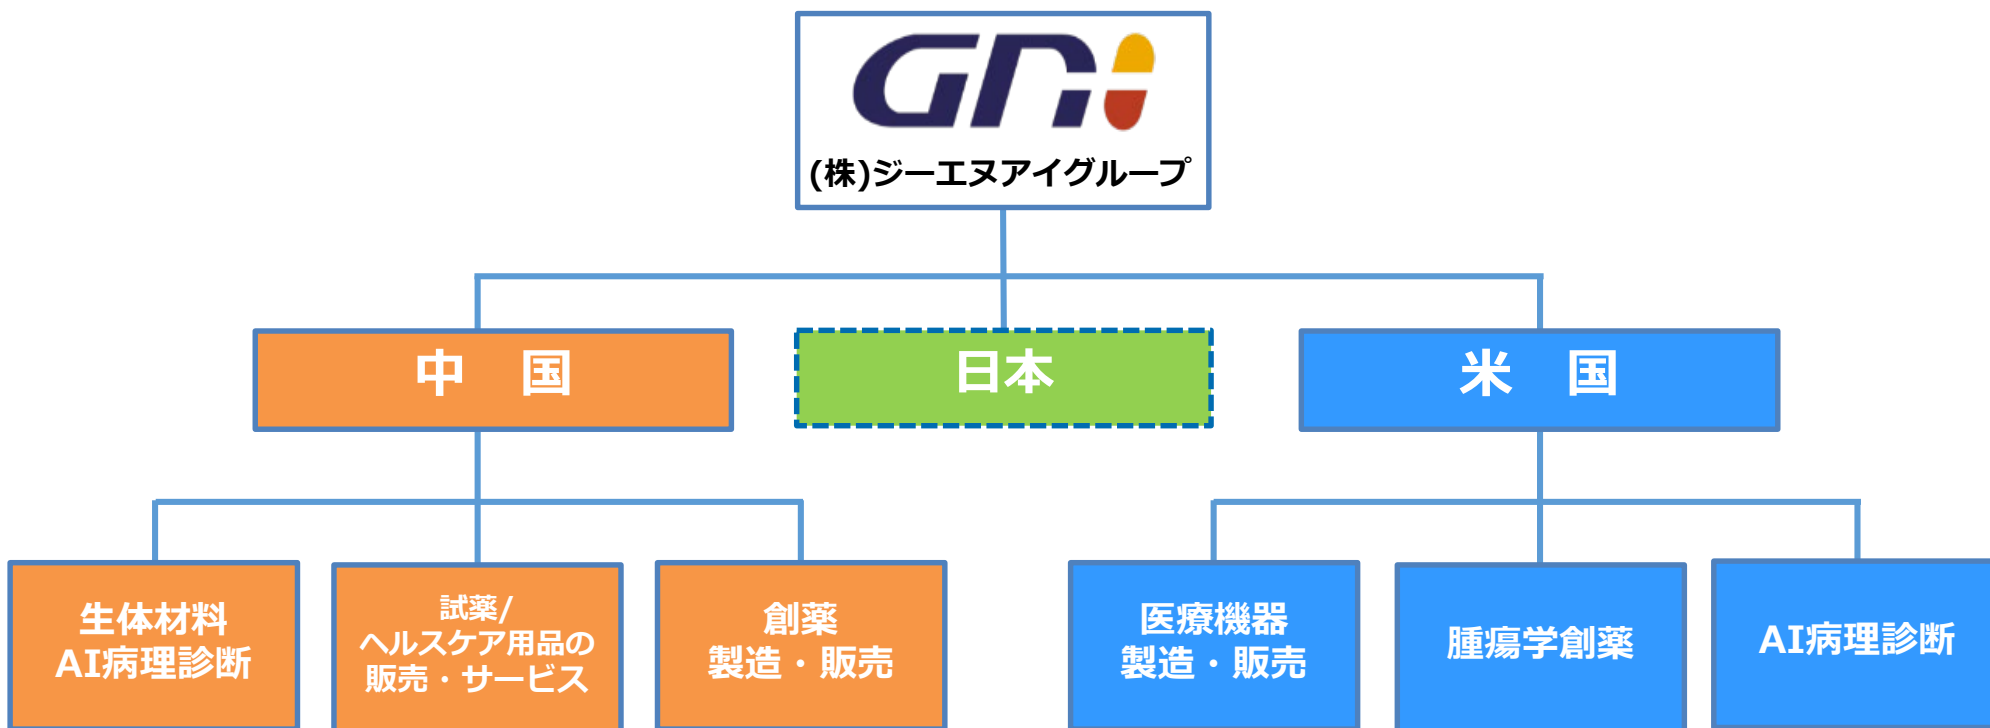 GNI
(株)ジーエヌアイグループ
中　国
日本
米　国
生体材料
AI病理診断
試薬/
ヘルスケア用品の
販売・サービス
創薬
製造・販売
医療機器
製造・販売
腫瘍学創薬
AI病理診断